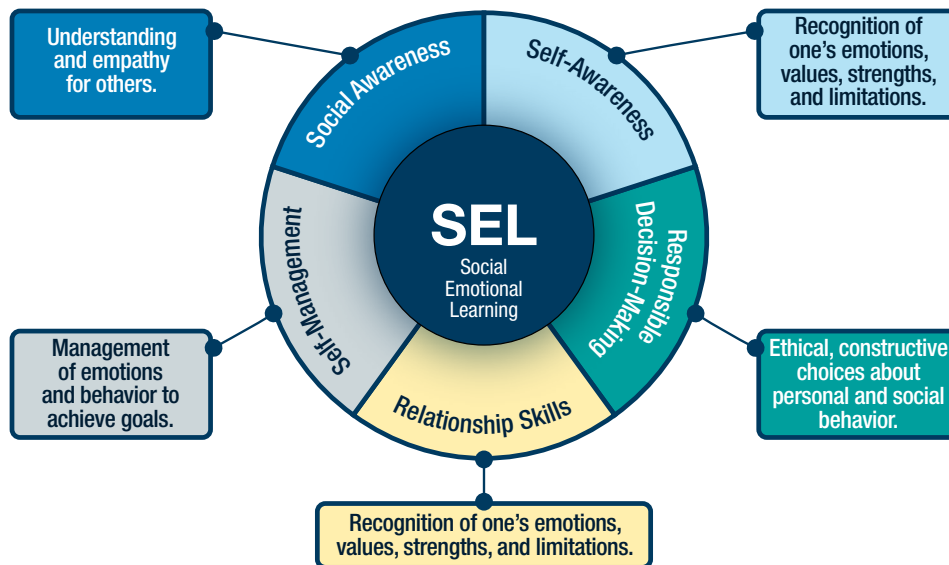 Understanding
and empathy
for others.
Social Awareness
Self-Awareness
Recognition of
one's emotions,
values, strengths,
and limitations.
SEL
Social
Emotional
Learning
Self-Management
Responsible
Decision-Making
Relationship Skills
Management
of emotions
and behavior to
achieve goals.
Ethical, constructive
choices about
personal and social
behavior.
Recognition of one's emotions,
values, strengths, and limitations.